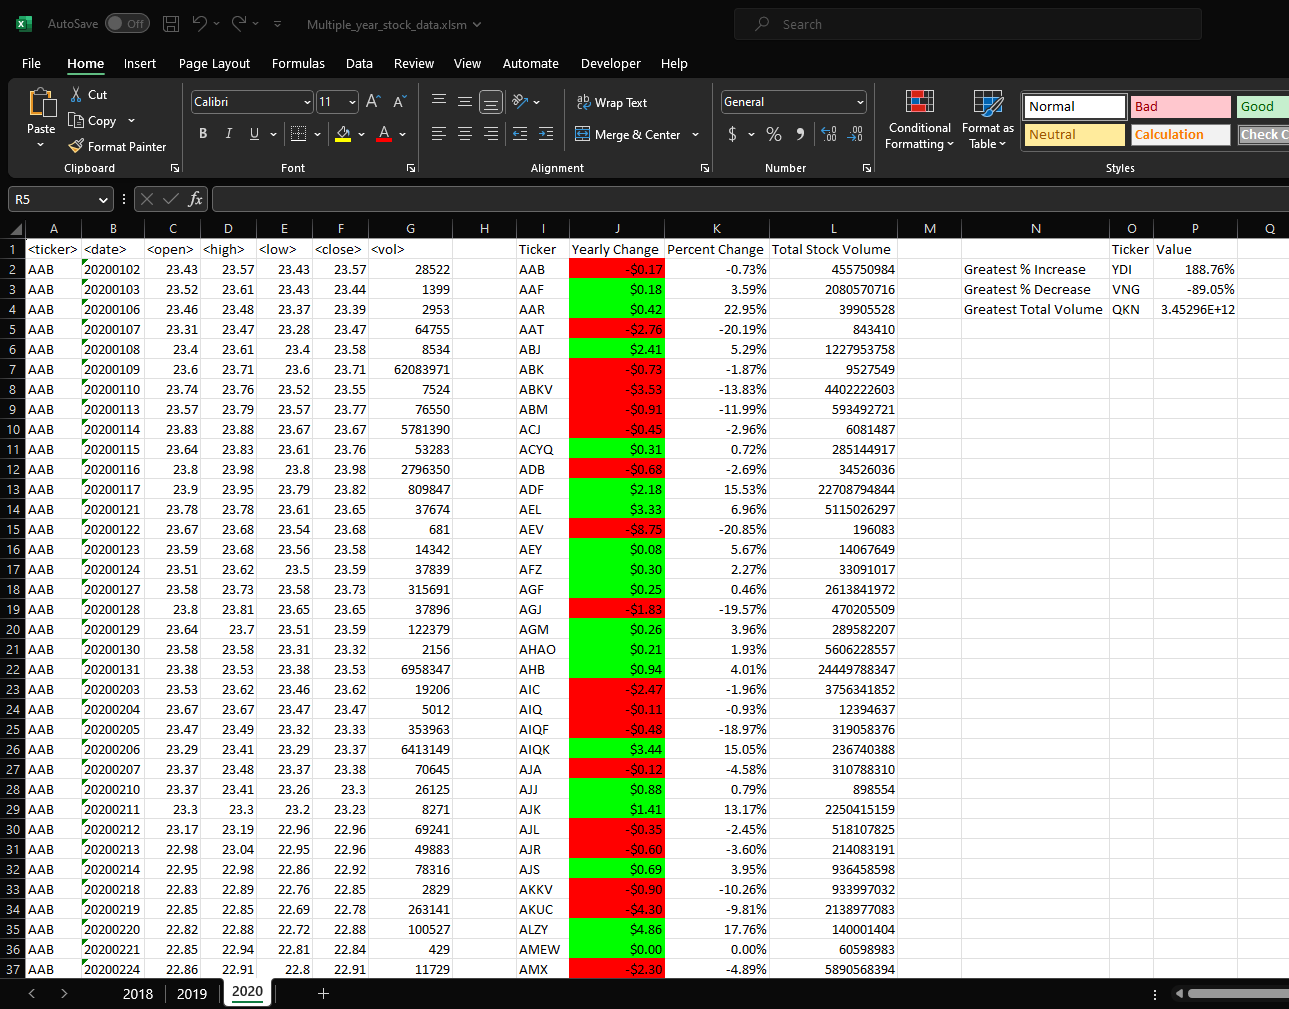 AutoSave Off Multiple_year_stock_data.xlsm Search
File Home Insert Page Layout Formulas Data Review View Automate Developer Help
Paste Cut Copy Format Painter Clipboard
Calibri 11 B I U A Font
Wrap Text Merge & Center Alignment
General $ % Number
Conditional Formatting Format as Table
Normal Bad Good
Neutral Calculation Check C
Styles
R5 fx
A B C D E F G H I J K L M N O P Q
1 <ticker> <date> <open> <high> <low> <close> <vol> Ticker Yearly Change Percent Change Total Stock Volume Ticker Value
2 AAB 20200102 23.43 23.57 23.43 23.57 28522 AAB -$0.17 -0.73% 455750984 Greatest % Increase YDI 188.76%
3 AAB 20200103 23.52 23.61 23.43 23.44 1399 AAF $0.18 3.59% 2080570716 Greatest % Decrease VNG -89.05%
4 AAB 20200106 23.46 23.48 23.37 23.39 2953 AAR $0.42 22.95% 39905528 Greatest Total Volume QKN 3.45296E+12
5 AAB 20200107 23.31 23.47 23.28 23.47 64755 AAT -$2.76 -20.19% 843410
6 AAB 20200108 23.4 23.61 23.4 23.58 8534 ABJ $2.41 5.29% 1227953758
7 AAB 20200109 23.6 23.71 23.6 23.71 62083971 ABK -$0.73 -1.87% 9527549
8 AAB 20200110 23.74 23.76 23.52 23.55 7524 ABKV -$3.53 -13.83% 4402222603
9 AAB 20200113 23.57 23.79 23.57 23.77 76550 ABM -$0.91 -11.99% 593492721
10 AAB 20200114 23.83 23.88 23.67 23.67 5781390 ACJ -$0.45 -2.96% 6081487
11 AAB 20200115 23.64 23.83 23.61 23.76 53283 ACYQ $0.31 0.72% 285144917
12 AAB 20200116 23.8 23.98 23.8 23.98 2796350 ADB -$0.68 -2.69% 34526036
13 AAB 20200117 23.9 23.95 23.79 23.82 809847 ADF $2.18 15.53% 22708794844
14 AAB 20200121 23.78 23.78 23.61 23.65 37674 AEL $3.33 6.96% 5115026297
15 AAB 20200122 23.67 23.68 23.54 23.68 681 AEV -$8.75 -20.85% 196083
16 AAB 20200123 23.59 23.68 23.56 23.58 14342 AEY $0.08 5.67% 14067649
17 AAB 20200124 23.51 23.62 23.5 23.59 37839 AFZ $0.30 2.27% 33091017
18 AAB 20200127 23.58 23.73 23.58 23.73 315691 AGF $0.25 0.46% 2613841972
19 AAB 20200128 23.8 23.81 23.65 23.65 37896 AGJ -$1.83 -19.57% 470205509
20 AAB 20200129 23.64 23.7 23.51 23.59 122379 AGM $0.26 3.96% 289582207
21 AAB 20200130 23.58 23.58 23.31 23.32 2156 AHAO $0.21 1.93% 5606228557
22 AAB 20200131 23.38 23.53 23.38 23.53 6958347 AHB $0.94 4.01% 24449788347
23 AAB 20200203 23.53 23.62 23.46 23.62 19206 AIC -$2.47 -1.96% 3756341852
24 AAB 20200204 23.67 23.67 23.47 23.47 5012 AIQ -$0.11 -0.93% 12394637
25 AAB 20200205 23.47 23.49 23.32 23.33 353963 AIQF -$0.48 -18.97% 319058376
26 AAB 20200206 23.29 23.41 23.29 23.37 6413149 AIQK $3.44 15.05% 236740388
27 AAB 20200207 23.37 23.48 23.37 23.38 70645 AJA -$0.12 -4.58% 310788310
28 AAB 20200210 23.37 23.41 23.26 23.3 26125 AJJ $0.88 0.79% 898554
29 AAB 20200211 23.3 23.3 23.2 23.23 8271 AJK $1.41 13.17% 2250415159
30 AAB 20200212 23.17 23.19 22.96 22.96 69241 AJL -$0.35 -2.45% 518107825
31 AAB 20200213 22.98 23.04 22.95 22.96 49883 AJR -$0.60 -3.60% 214083191
32 AAB 20200214 22.95 22.98 22.86 22.92 78316 AJS $0.69 3.95% 936458598
33 AAB 20200218 22.83 22.89 22.76 22.85 2829 AKKV -$0.90 -10.26% 933997032
34 AAB 20200219 22.85 22.85 22.69 22.78 263141 AKUC -$4.30 -9.81% 2138977083
35 AAB 20200220 22.82 22.88 22.72 22.88 100527 ALZY $4.86 17.76% 140001404
36 AAB 20200221 22.85 22.94 22.81 22.84 429 AMEW $0.00 0.00% 60598983
37 AAB 20200224 22.86 22.91 22.8 22.91 11729 AMX -$2.30 -4.89% 5890568394
2018 2019 2020